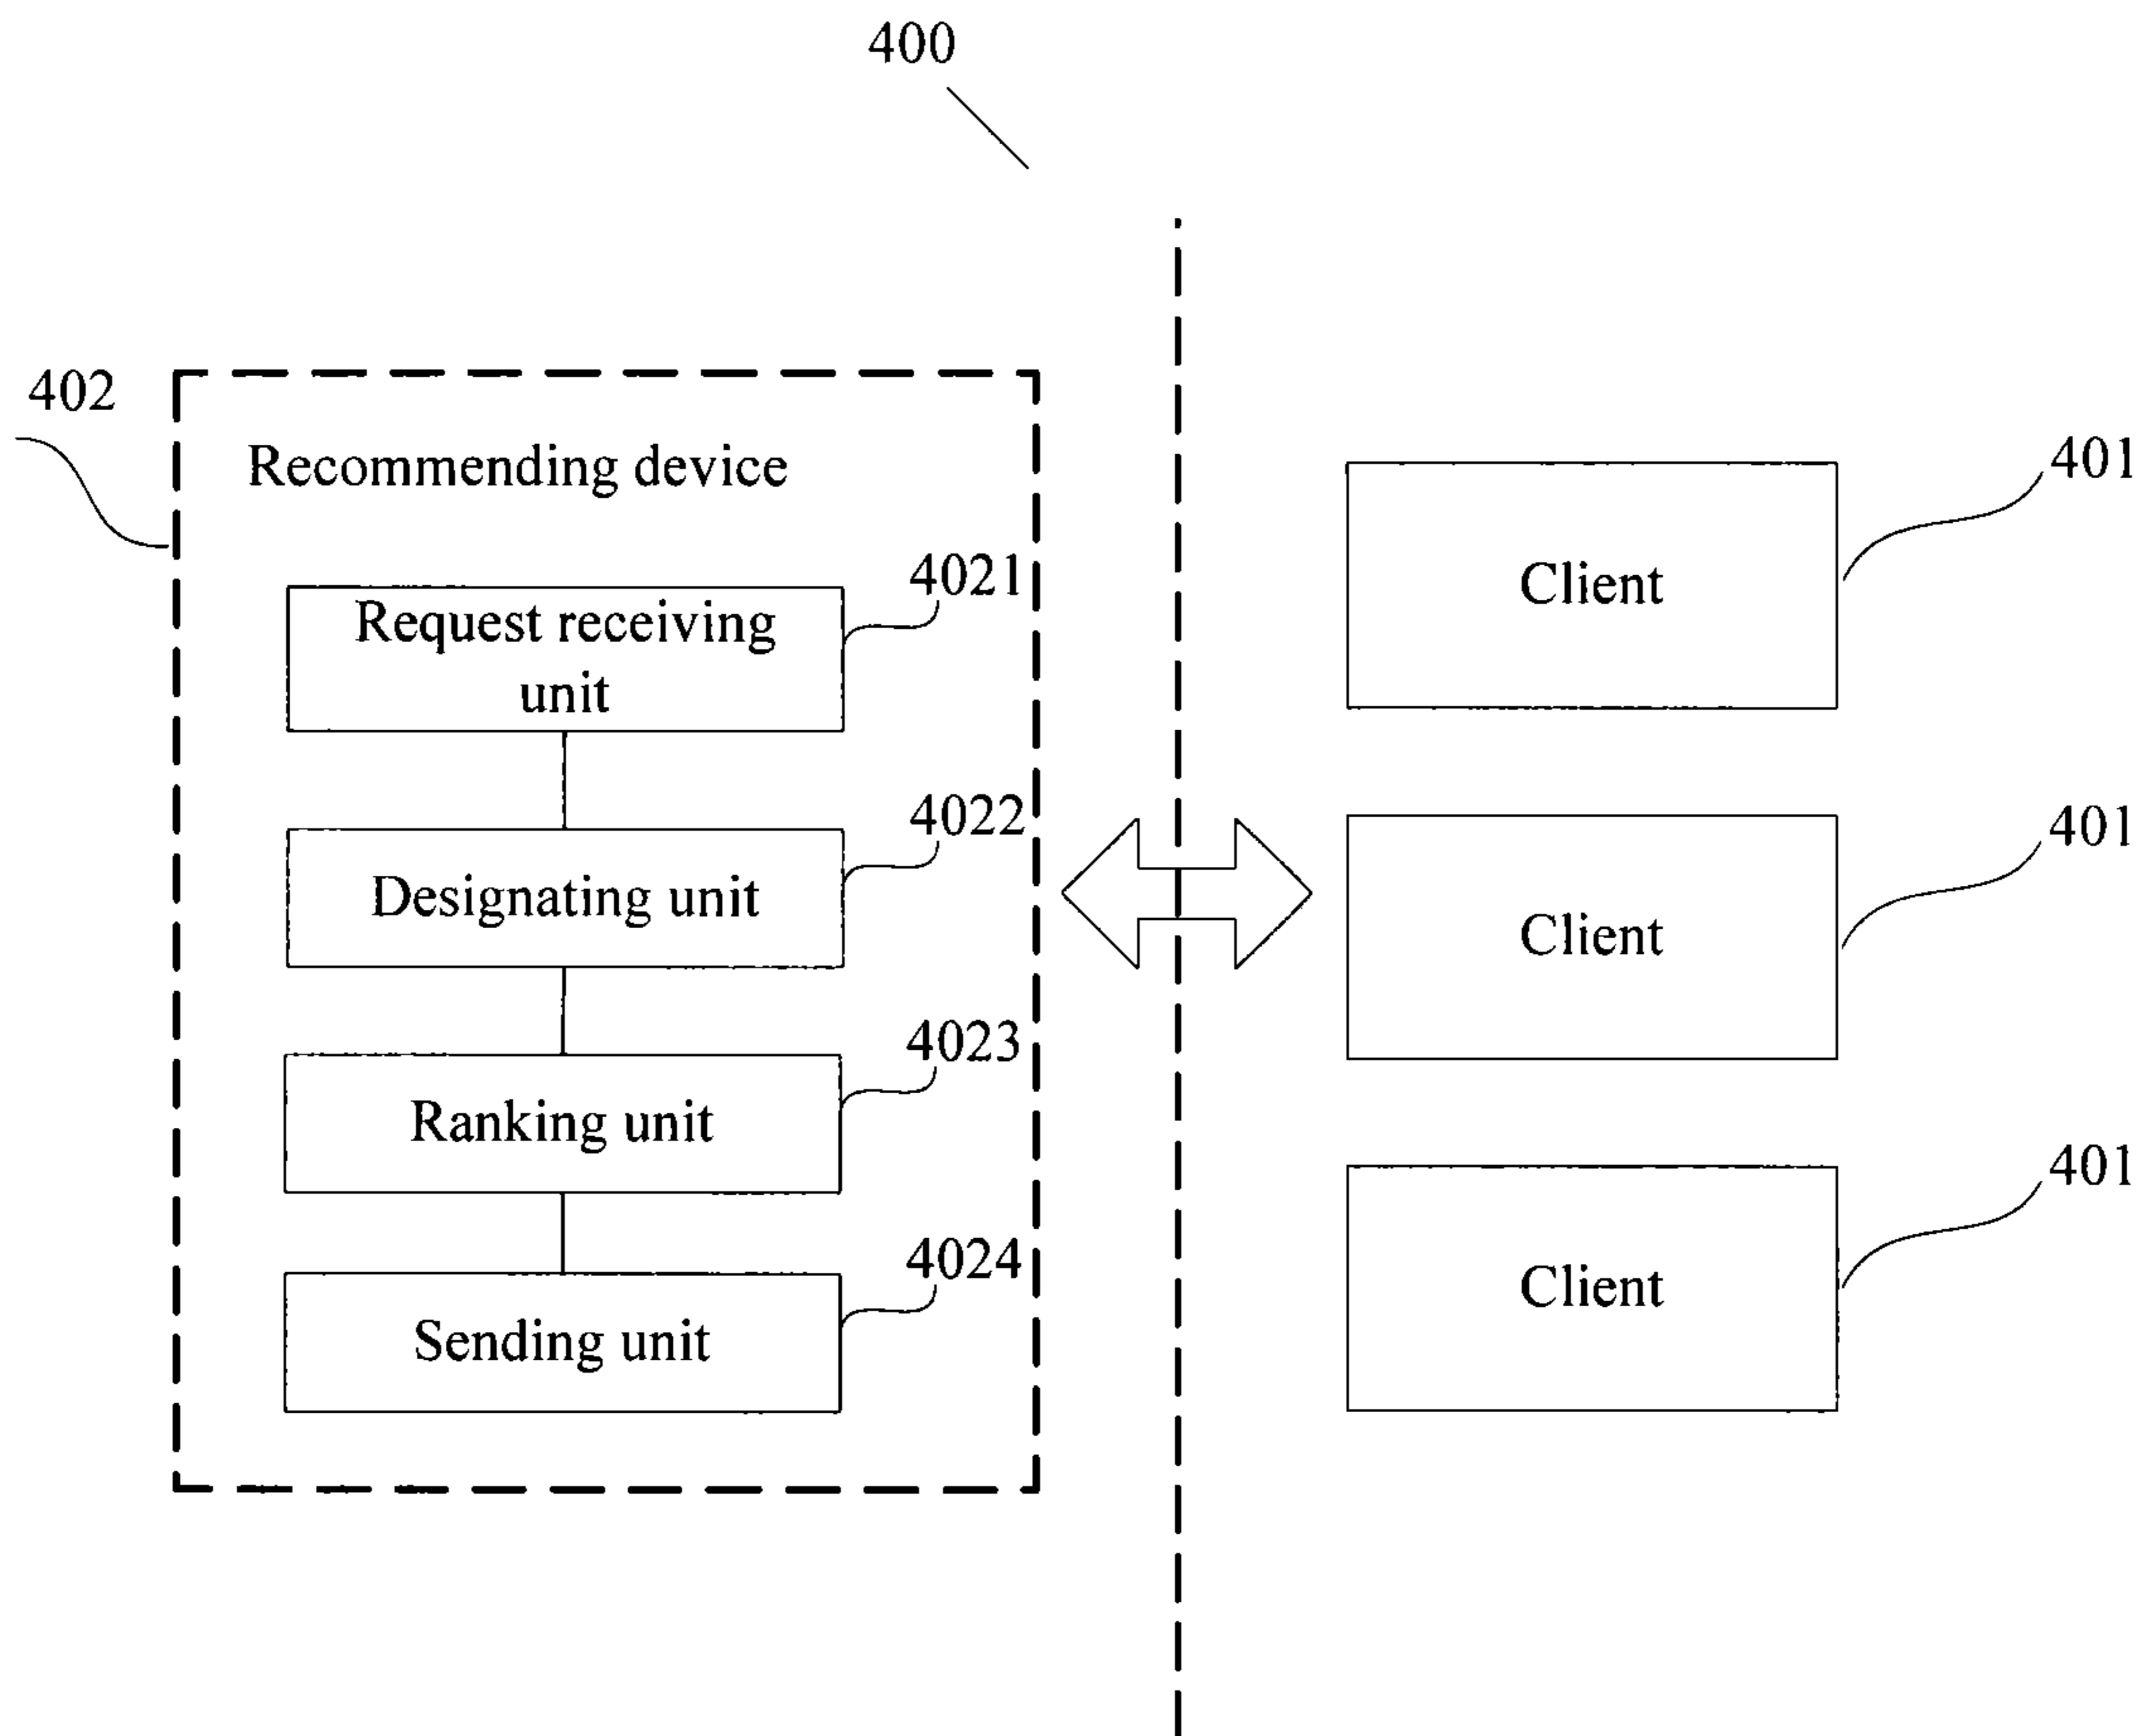 400
402
Recommending device
4021
Request receiving
unit
4022
Designating unit
4023
Ranking unit
4024
Sending unit
401
Client
401
Client
401
Client